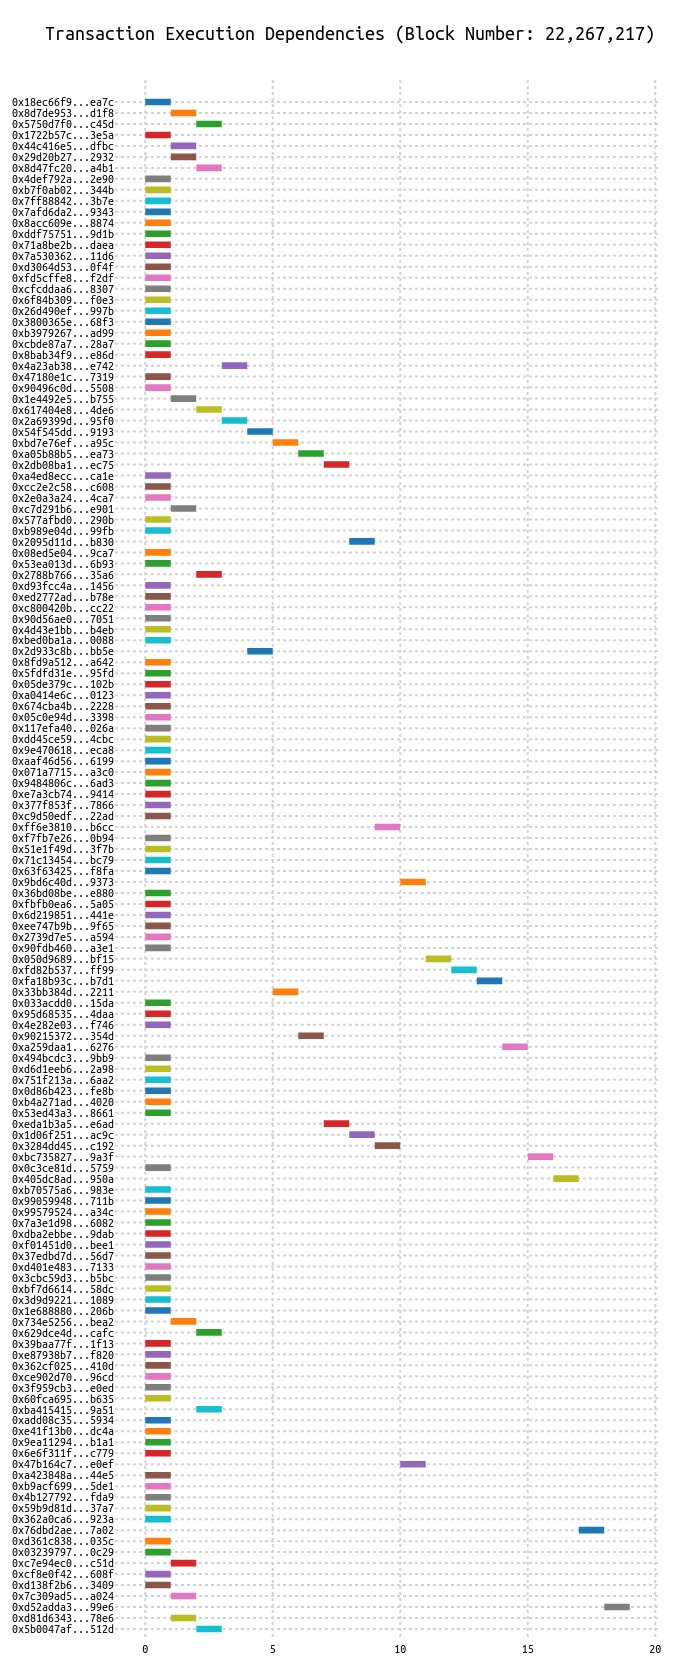 Transaction Execution Dependencies (Block Number: 22,267,217)
0x18ec66f9...ea7c
0x8d7de953...d1f8
0x5750d7f0...c45d
0x1722b57c...3e5a
0x44c416e5...dfbc
0x29d20b27...2932
0x8d47fc20...a4b1
0x4def792a...2e90
0xb7f0ab02...344b
0x7ff88842...3b7e
0x7afd6da2...9343
0x8acc609e...8874
0xddf75751...9d1b
0x71a8be2b...daea
0x7a530362...11d6
0xd3064d53...0f4f
0xfd5cffe8...f2df
0xcfcddaa6...8307
0x6f84b309...f0e3
0x26d490ef...997b
0x3800365e...68f3
0xb3979267...ad99
0xcbde87a7...28a7
0x8bab34f9...e86d
0x4a23ab38...e742
0x47180e1c...7319
0x90496c0d...5508
0x1e4492e5...b755
0x617404e8...4de6
0x2a69399d...95f0
0x54f545dd...9193
0xbd7e76ef...a95c
0xa05b88b5...ea73
0x2db08ba1...ec75
0xa4ed8ecc...ca1e
0xcc2e2c58...c608
0x2e0a3a24...4ca7
0xc7d291b6...e901
0x577afbd0...290b
0xb989e04d...99fb
0x2095d11d...b830
0x08ed5e04...9ca7
0x53ea013d...6b93
0x2788b766...35a6
0xd93fcc4a...1456
0xed2772ad...b78e
0xc800420b...cc22
0x90d56ae0...7051
0x4d43e1bb...b4eb
0xbed0ba1a...0088
0x2d933c8b...bb5e
0x8fd9a512...a642
0x5fdfd31e...95fd
0x05de379c...102b
0xa0414e6c...0123
0x674cba4b...2228
0x05c0e94d...3398
0x117efa40...026a
0xdd45ce59...4cbc
0x9e470618...eca8
0xaaf46d56...6199
0x071a7715...a3c0
0x9484806c...6ad3
0xe7a3cb74...9414
0x377f853f...7866
0xc9d50edf...22ad
0xff6e3810...b6cc
0xf7fb7e26...0b94
0x51e1f49d...3f7b
0x71c13454...bc79
0x63f63425...f8fa
0x9bd6c40d...9373
0x36bd08be...e880
0xfbfb0ea6...5a05
0x6d219851...441e
0xee747b9b...9f65
0x2739d7e5...a594
0x90fdb460...a3e1
0x050d9689...bf15
0xfd82b537...ff99
0xfa18b93c...b7d1
0x33bb384d...2211
0x033acdd0...15da
0x95d68535...4daa
0x4e282e03...f746
0x90215372...354d
0xa259daa1...6276
0x494bcdc3...9bb9
0xd6d1eeb6...2a98
0x751f213a...6aa2
0x0d86b423...fe8b
0xb4a271ad...4020
0x53ed43a3...8661
0xeda1b3a5...e6ad
0x1d06f251...ac9c
0x3284dd45...c192
0xbc735827...9a3f
0x0c3ce81d...5759
0x405dc8ad...950a
0xb70575a6...983e
0x99059948...711b
0x99579524...a34c
0x7a3e1d98...6082
0xdba2ebbe...9dab
0xf01451d0...bee1
0x37edbd7d...56d7
0xd401e483...7133
0x3cbc59d3...b5bc
0xbf7d6614...58dc
0x3d9d9221...1089
0x1e688880...206b
0x734e5256...bea2
0x629dce4d...cafc
0x39baa77f...1f13
0xe87938b7...f820
0x362cf025...410d
0xce902d70...96cd
0x3f959cb3...e0ed
0x60fca695...b635
0xba415415...9a51
0xadd08c35...5934
0xe41f13b0...dc4a
0x9ea11294...b1a1
0x6e6f311f...c779
0x47b164c7...e0ef
0xa423848a...44e5
0xb9acf699...5de1
0x4b127792...fda9
0x59b9d81d...37a7
0x362a0ca6...923a
0x76dbd2ae...7a02
0xd361c838...035c
0x03239797...0c29
0xc7e94ec0...c51d
0xcf8e0f42...608f
0xd138f2b6...3409
0x7c309ad5...a024
0xd52adda3...99e6
0xd81d6343...78e6
0x5b0047af...512d
0 5 10 15 20